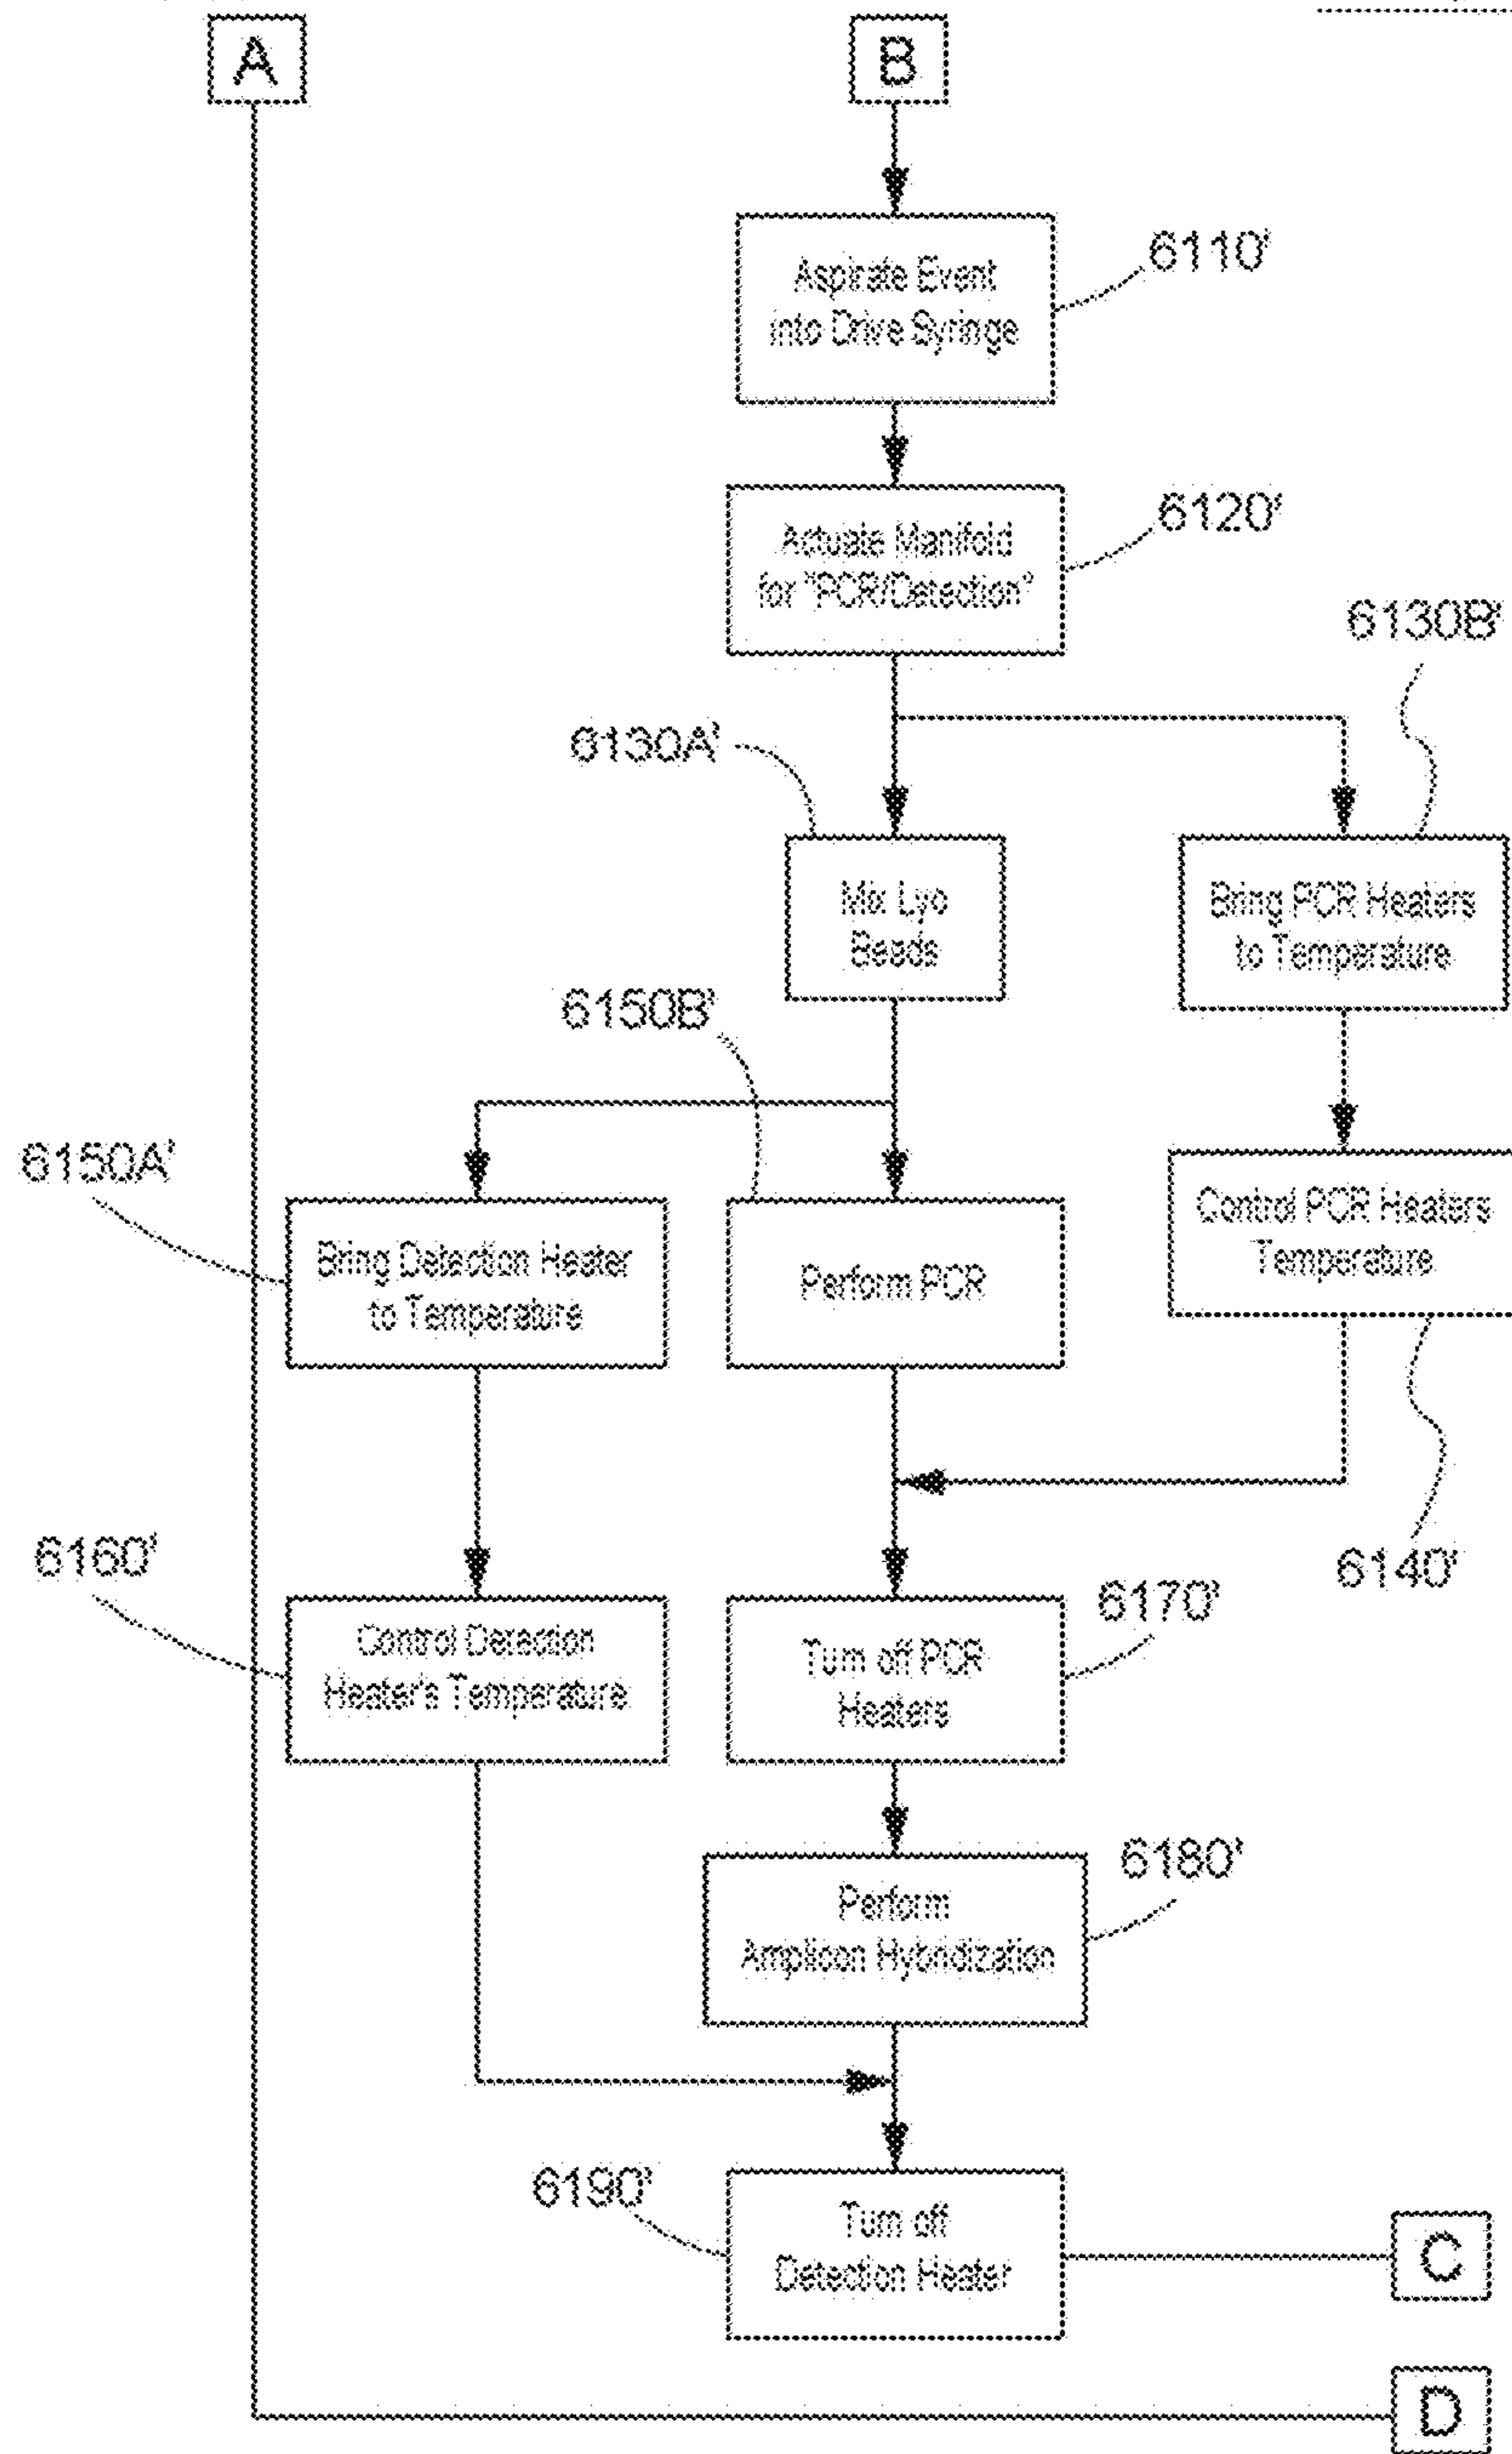 A
B
Aspirate Event
into Drive Syringe
6110'
Actuate Manifold
for "PCR/Detection"
6120'
6130B'
6130A'
Mix Lyo
Beads
Bring PCR Heaters
to Temperature
6150B'
6150A'
Bring Detection Heater
to Temperature
Perform PCR
Control PCR Heaters
Temperature
6160'
6140'
Control Detection
Heater's Temperature
Turn off PCR
Heaters
6170'
Perform
Amplicon Hybridization
6180'
6190'
Turn off
Detection Heater
C
D